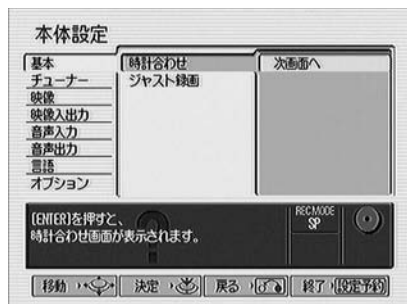 本体設定
基本
時計合わせ
次画面へ
チューナー
ジャスト録画
映像
映像入出力
音声入力
音声出力
言語
オプション
[ENTER]を押すと、
時計合わせ画面が表示されます。
REC MODE
SP
移動
決定
戻る
終了
設定予約